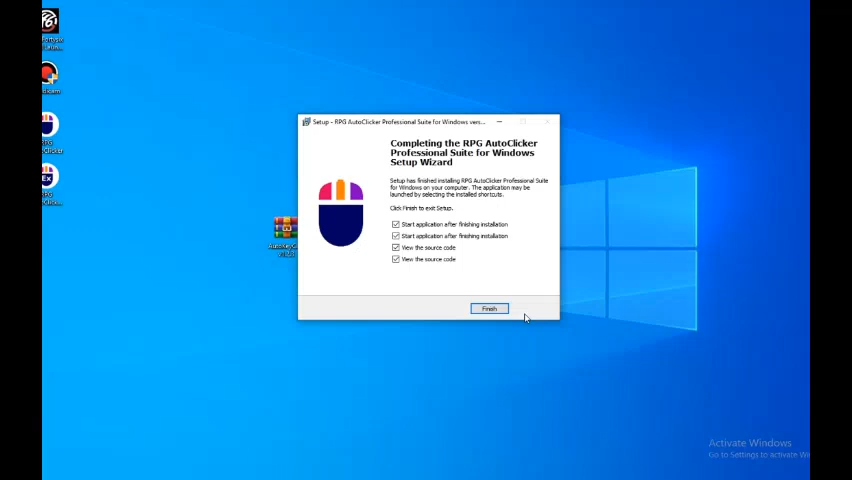 Setup - RPG AutoClicker Professional Suite for Windows vers...
Completing the RPG AutoClicker
Professional Suite for Windows
Setup Wizard
Setup has finished installing RPG AutoClicker Professional Suite
for Windows on your computer. The application may be
launched by selecting the installed shortcuts.
Click Finish to exit Setup.
Start application after finishing installation
Start application after finishing installation
View the source code
View the source code
Finish
RPG
RPG
Ex
Activate Windows
Go to Settings to activate Wi